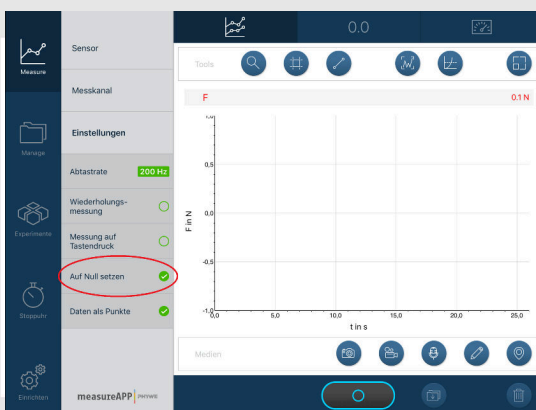 0.0
Measure
Manage
Experimente
Stoppuhr
Einrichten
Sensor
Messkanal
Einstellungen
Abtastrate 200 Hz
Wiederholungs-
messung
Messung auf
Tastendruck
Auf Null setzen
Daten als Punkte
measureAPP PHYWE
Tools
F 0.1 N
1,0
0,5
0,0
-0,5
-1,0
F in N
0,0 5,0 10,0 15,0 20,0 25,0
t in s
Medien